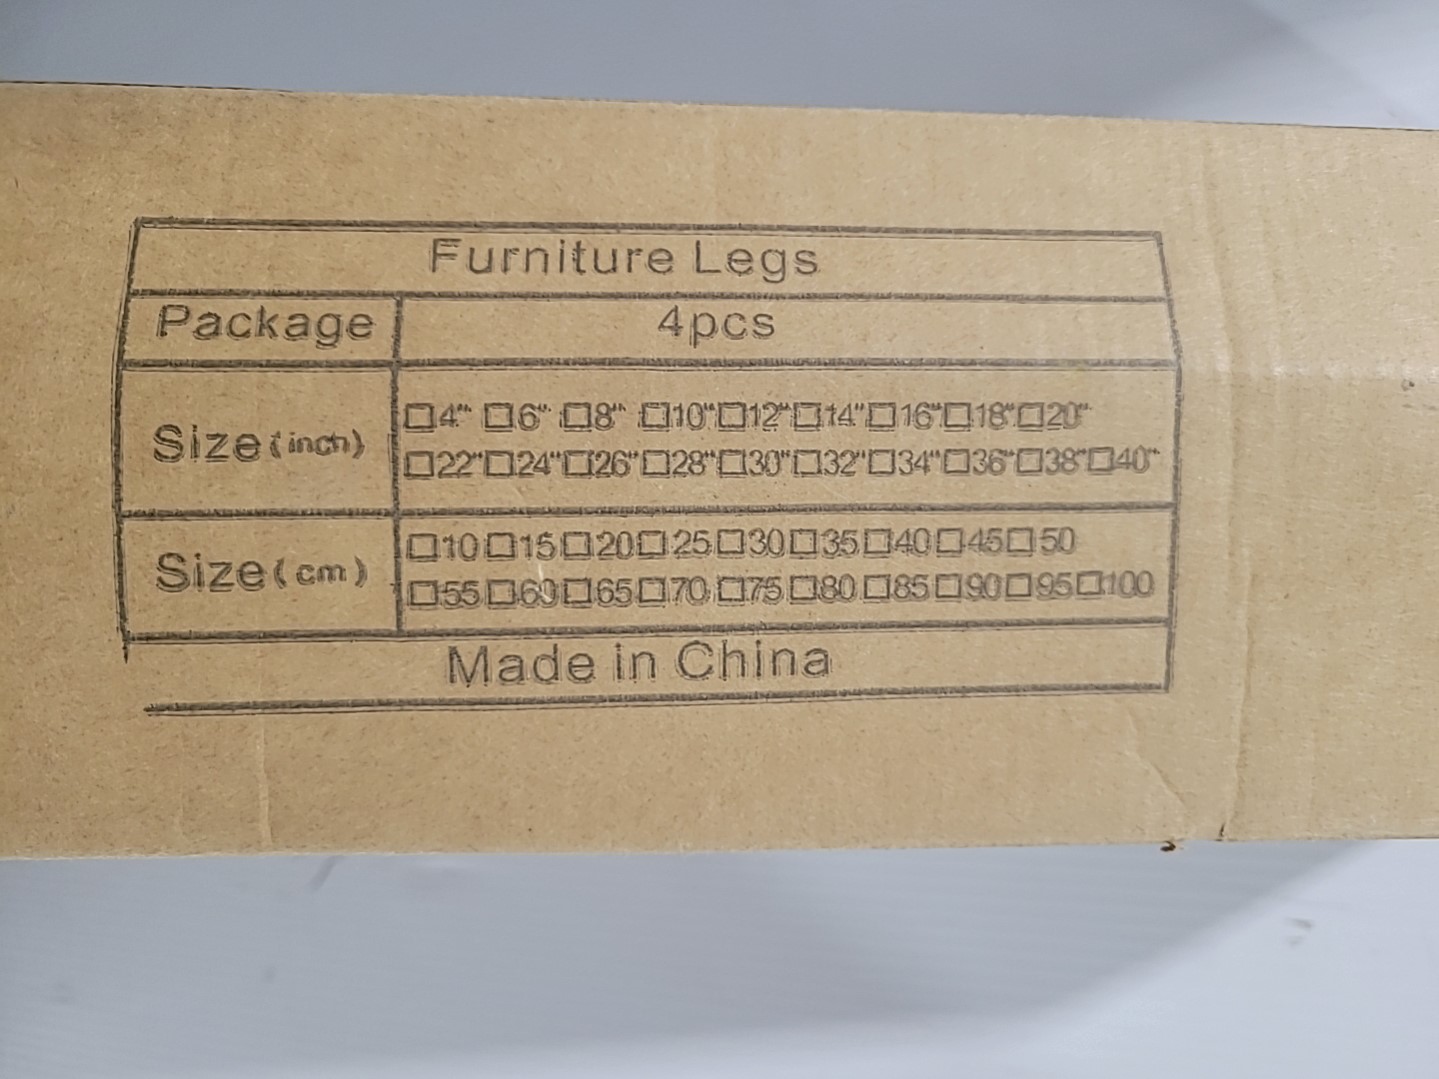 Furniture Legs
Package 4pcs
Size(inch)
□4" □6" □8" □10" □12" □14" □16" □18" □20"
□22" □24" □26" □28" □30" □32" □34" □36" □38" □40"
Size(cm)
□10 □15 □20 □25 □30 □35 □40 □45 □50
□55 □60 □65 □70 □75 □80 □85 □90 □95 □100
Made in China